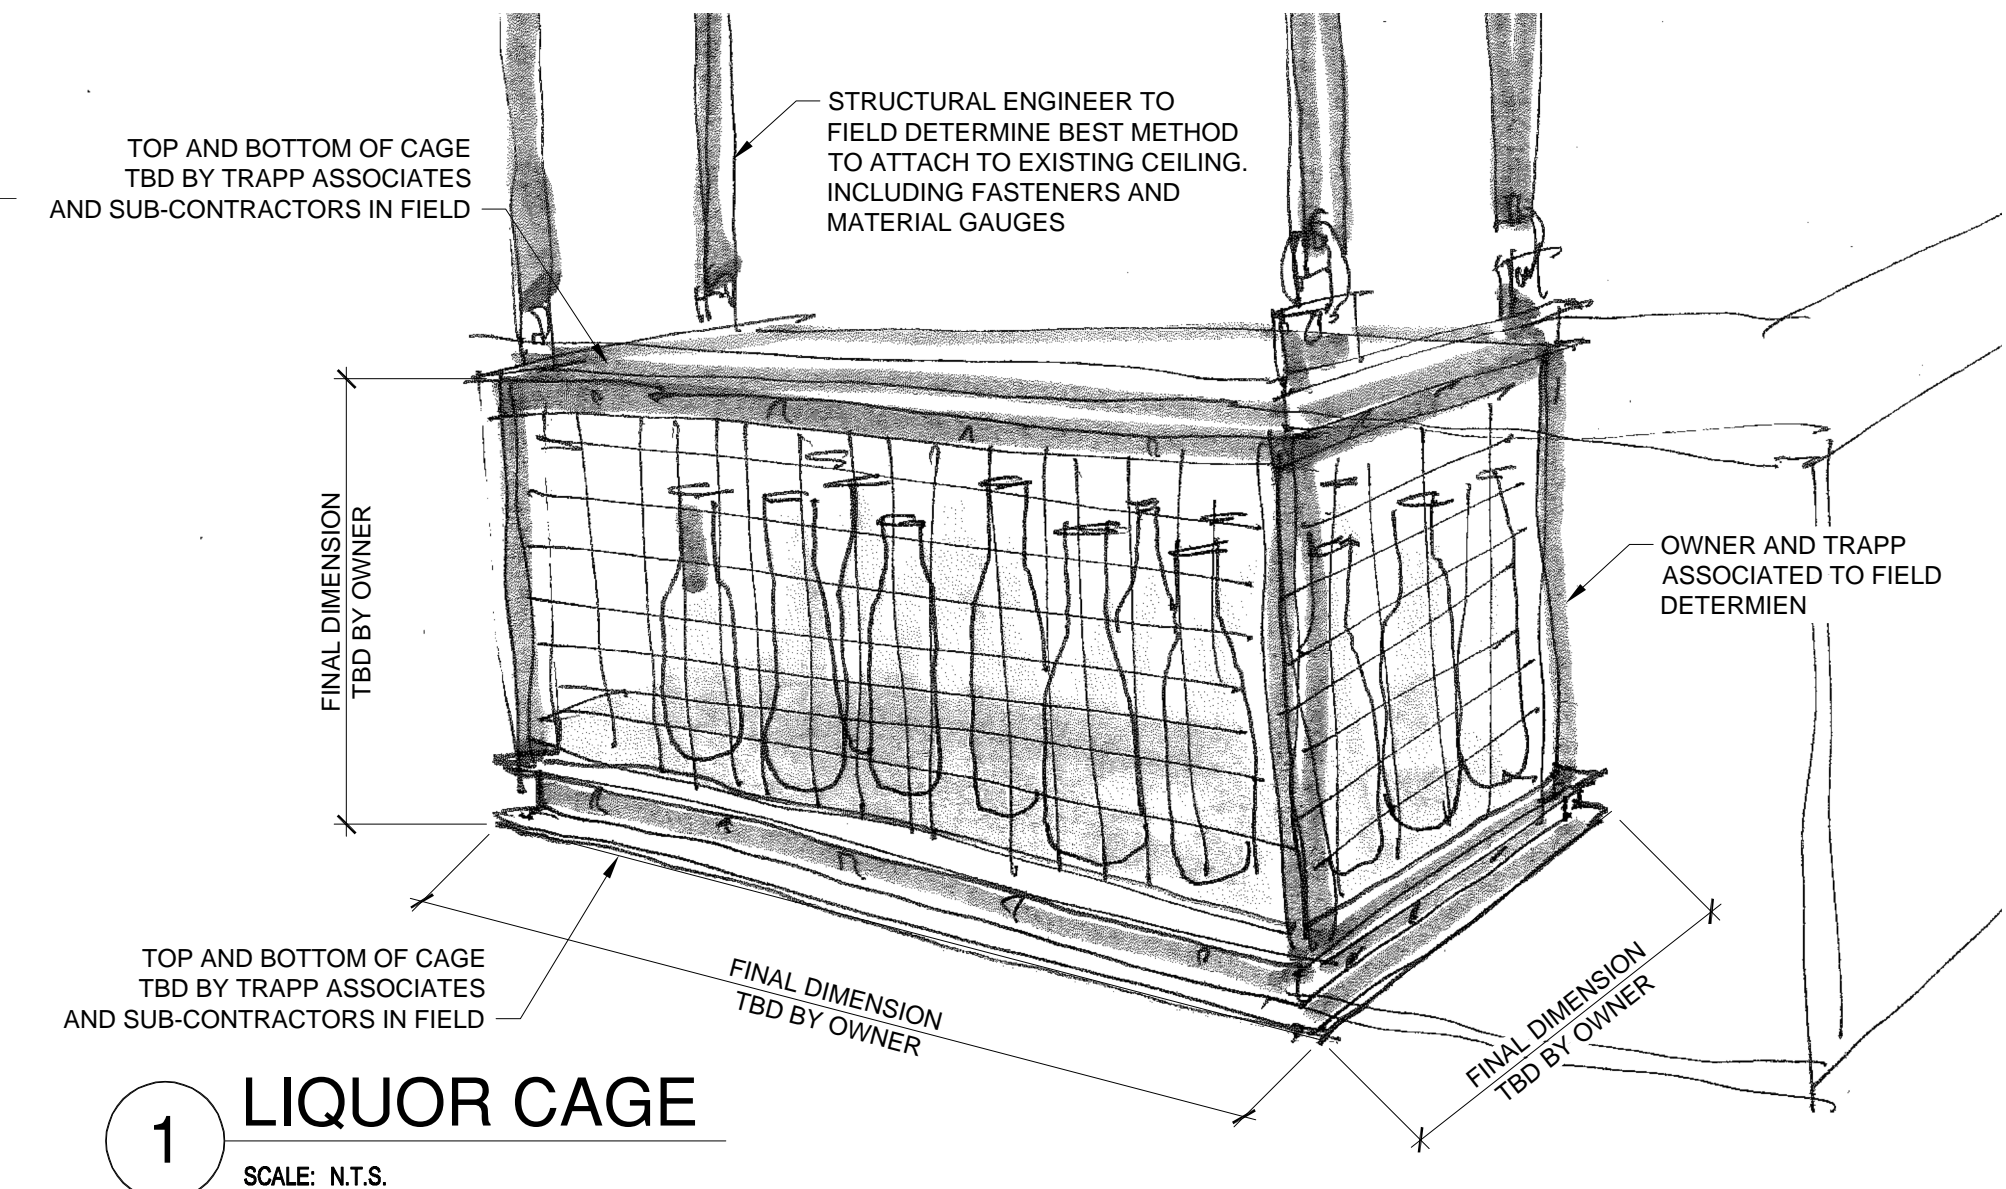 STRUCTURAL ENGINEER TO
FIELD DETERMINE BEST METHOD
TO ATTACH TO EXISTING CEILING.
INCLUDING FASTENERS AND
MATERIAL GAUGES
TOP AND BOTTOM OF CAGE
TBD BY TRAPP ASSOCIATES
AND SUB-CONTRACTORS IN FIELD
FINAL DIMENSION
TBD BY OWNER
OWNER AND TRAPP
ASSOCIATED TO FIELD
DETERMIEN
TOP AND BOTTOM OF CAGE
TBD BY TRAPP ASSOCIATES
AND SUB-CONTRACTORS IN FIELD
FINAL DIMENSION
TBD BY OWNER
FINAL DIMENSION
TBD BY OWNER
1
LIQUOR CAGE
SCALE: N.T.S.